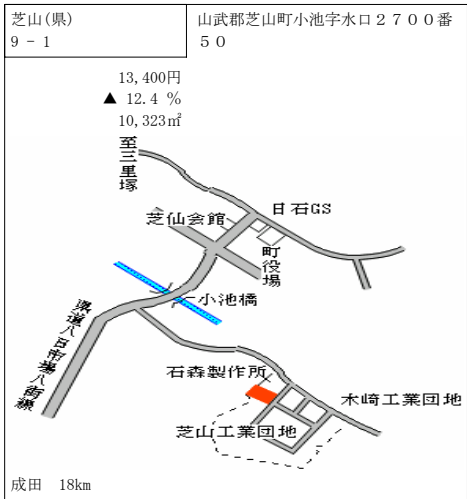 芝山(県)
9 - 1
山武郡芝山町小池字水口２７００番
５０
13,400円
▲ 12.4 %
10,323㎡
至三里塚
日石GS
芝仙会館
町役場
小池橋
県道八日市場八街線
石森製作所
木崎工業団地
芝山工業団地
成田　18km